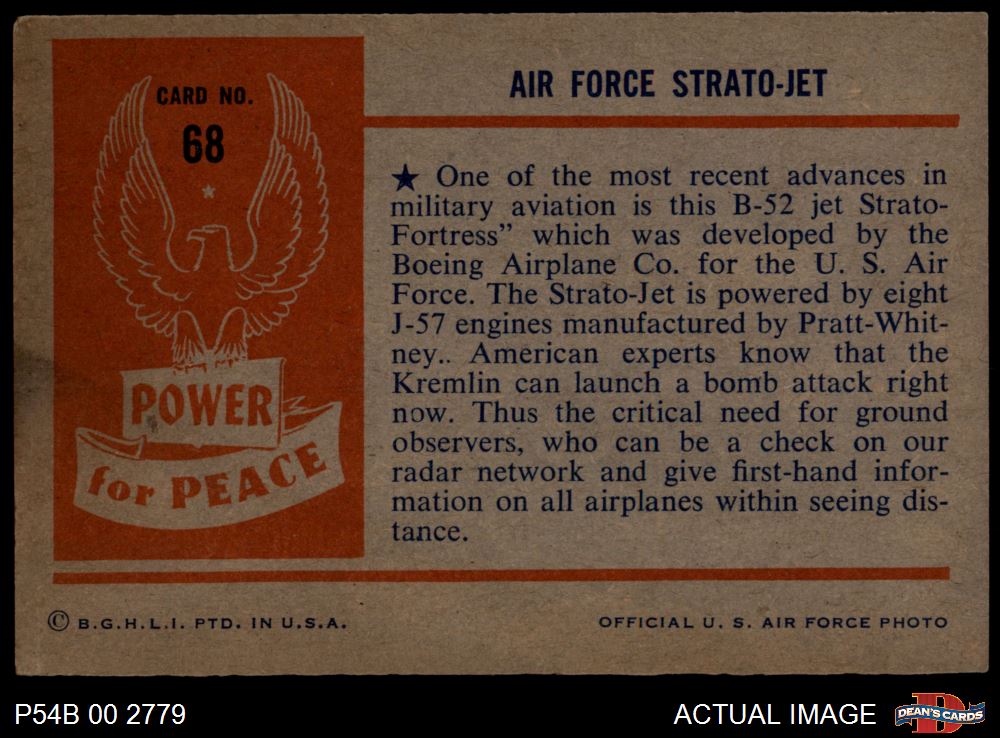 CARD NO.
68
POWER
for PEACE
AIR FORCE STRATO-JET
★ One of the most recent advances in
military aviation is this B-52 jet Strato-
Fortress” which was developed by the
Boeing Airplane Co. for the U. S. Air
Force. The Strato-Jet is powered by eight
J-57 engines manufactured by Pratt-Whit-
ney.. American experts know that the
Kremlin can launch a bomb attack right
now. Thus the critical need for ground
observers, who can be a check on our
radar network and give first-hand infor-
mation on all airplanes within seeing dis-
tance.
© B.G.H.L.I. PTD. IN U.S.A.
OFFICIAL U. S. AIR FORCE PHOTO
P54B 00 2779
ACTUAL IMAGE
DEAN'S CARDS